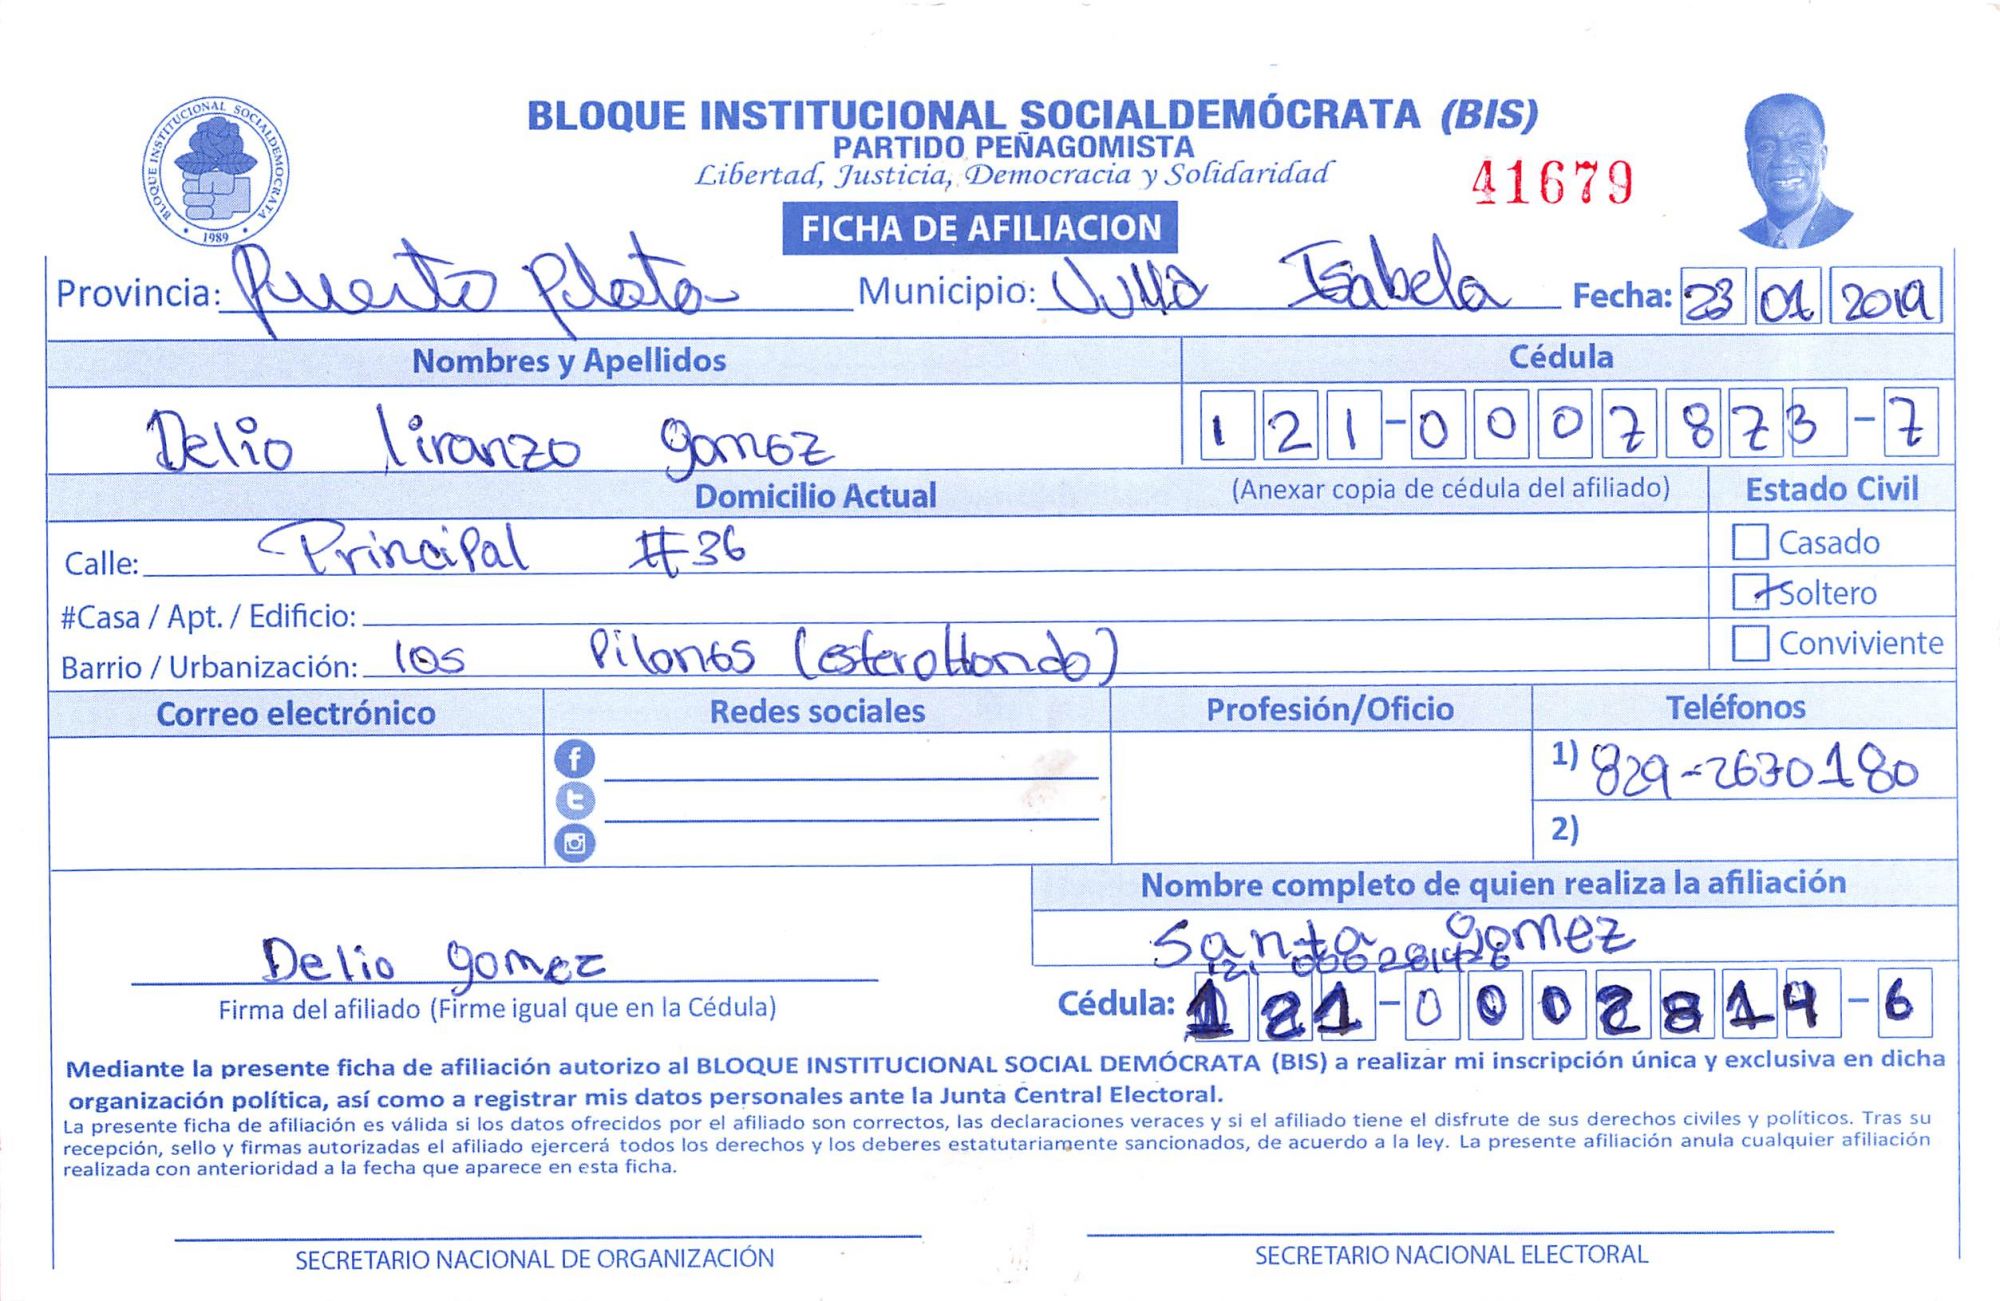 BLOQUE INSTITUCIONAL SOCIALDEMOCRATA
1989
BLOQUE INSTITUCIONAL SOCIALDEMÓCRATA (BIS)
PARTIDO PEÑAGOMISTA
Libertad, Justicia, Democracia y Solidaridad
41679
FICHA DE AFILIACION
Provincia: Puerto Plata Municipio: Villa Isabela Fecha: 23 01 2019
Nombres y Apellidos Cédula
Delio Liranzo gomez 121-0007873-7
Domicilio Actual (Anexar copia de cédula del afiliado) Estado Civil
Calle: Principal #36 Casado
#Casa / Apt. / Edificio: Soltero
Barrio / Urbanización: los Pilones (esteroHondo) Conviviente
Correo electrónico Redes sociales Profesión/Oficio Teléfonos
1) 829-2630180
2)
Nombre completo de quien realiza la afiliación
Santa Gomez
Delio gomez
Firma del afiliado (Firme igual que en la Cédula) Cédula: 121-0002814-6
Mediante la presente ficha de afiliación autorizo al BLOQUE INSTITUCIONAL SOCIAL DEMÓCRATA (BIS) a realizar mi inscripción única y exclusiva en dicha
organización política, así como a registrar mis datos personales ante la Junta Central Electoral.
La presente ficha de afiliación es válida si los datos ofrecidos por el afiliado son correctos, las declaraciones veraces y si el afiliado tiene el disfrute de sus derechos civiles y políticos. Tras su
recepción, sello y firmas autorizadas el afiliado ejercerá todos los derechos y los deberes estatutariamente sancionados, de acuerdo a la ley. La presente afiliación anula cualquier afiliación
realizada con anterioridad a la fecha que aparece en esta ficha.
SECRETARIO NACIONAL DE ORGANIZACIÓN SECRETARIO NACIONAL ELECTORAL